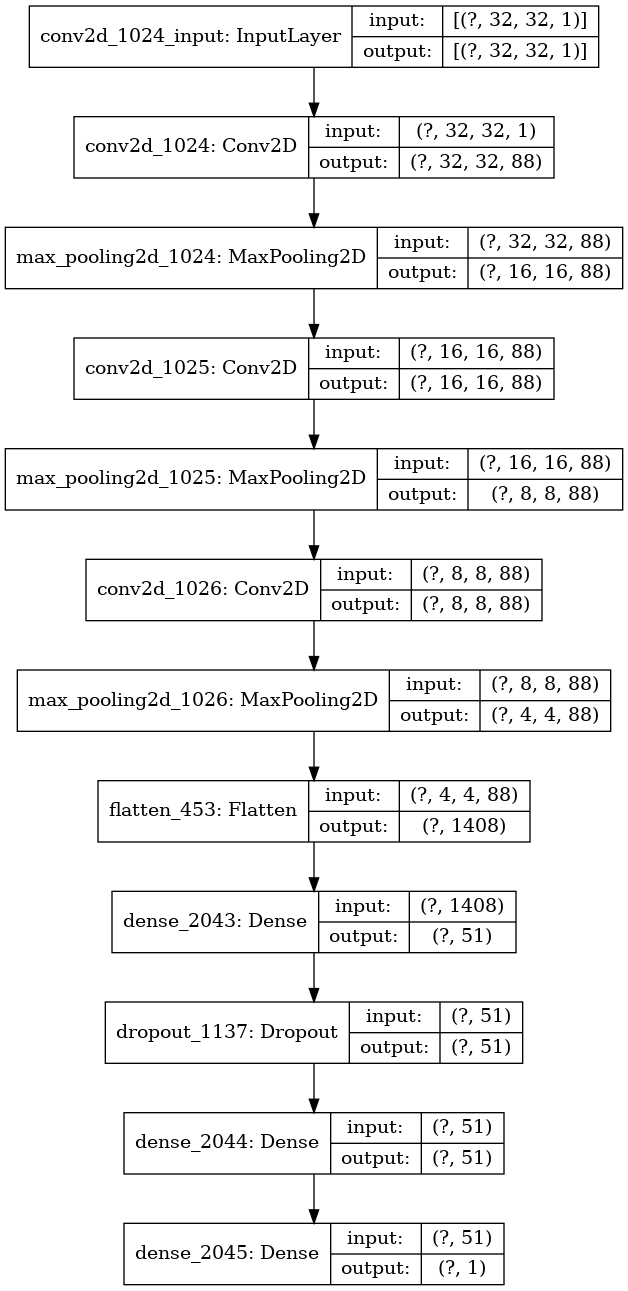 conv2d_1024_input: InputLayer
input: [(?, 32, 32, 1)]
output: [(?, 32, 32, 1)]
conv2d_1024: Conv2D
input: (?, 32, 32, 1)
output: (?, 32, 32, 88)
max_pooling2d_1024: MaxPooling2D
input: (?, 32, 32, 88)
output: (?, 16, 16, 88)
conv2d_1025: Conv2D
input: (?, 16, 16, 88)
output: (?, 16, 16, 88)
max_pooling2d_1025: MaxPooling2D
input: (?, 16, 16, 88)
output: (?, 8, 8, 88)
conv2d_1026: Conv2D
input: (?, 8, 8, 88)
output: (?, 8, 8, 88)
max_pooling2d_1026: MaxPooling2D
input: (?, 8, 8, 88)
output: (?, 4, 4, 88)
flatten_453: Flatten
input: (?, 4, 4, 88)
output: (?, 1408)
dense_2043: Dense
input: (?, 1408)
output: (?, 51)
dropout_1137: Dropout
input: (?, 51)
output: (?, 51)
dense_2044: Dense
input: (?, 51)
output: (?, 51)
dense_2045: Dense
input: (?, 51)
output: (?, 1)